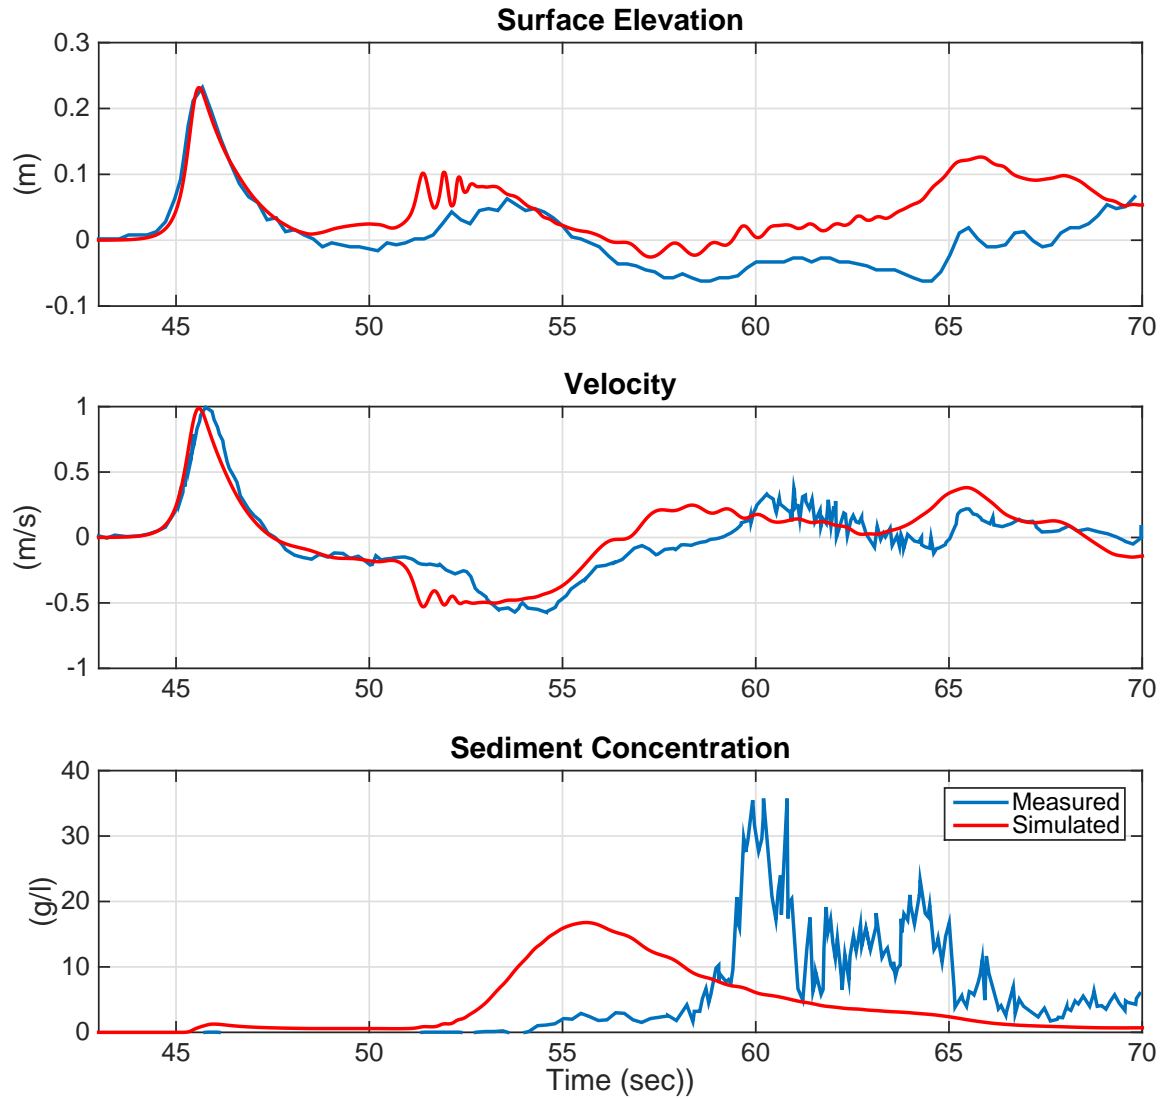 Surface Elevation
0.3
0.2
0.1
0
-0.1
(m)
45 50 55 60 65 70
Velocity
1
0.5
0
-0.5
-1
(m/s)
45 50 55 60 65 70
Sediment Concentration
40
30
20
10
0
(g/l)
Measured
Simulated
45 50 55 60 65 70
Time (sec))